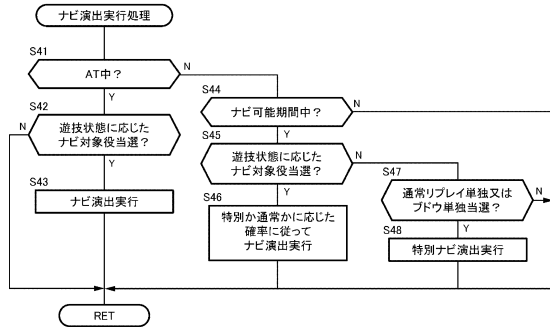 ナビ演出実行処理
S41
AT中？
N
Y
S42
遊技状態に応じた
ナビ対象役当選？
N
Y
S43
ナビ演出実行
S44
ナビ可能期間中？
N
Y
S45
遊技状態に応じた
ナビ対象役当選？
N
Y
S46
特別か通常かに応じた
確率に従って
ナビ演出実行
S47
通常リプレイ単独又は
ブドウ単独当選？
N
Y
S48
特別ナビ演出実行
RET